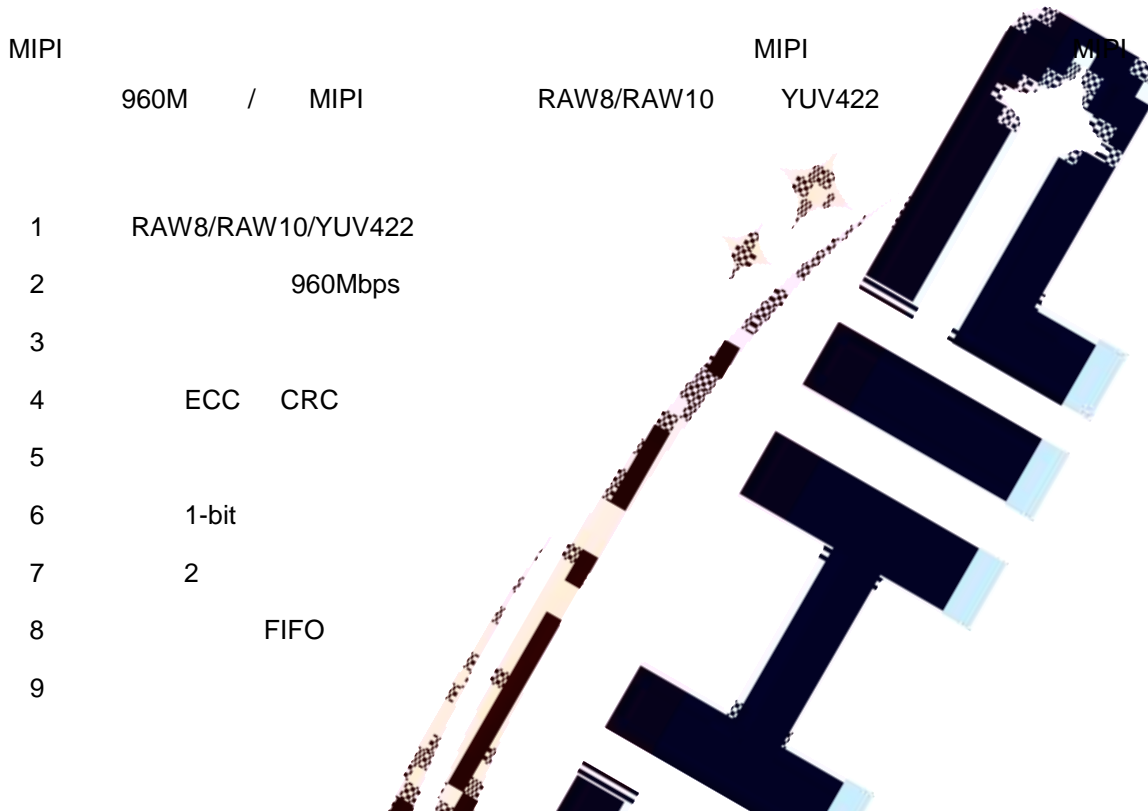 MIPI MIPI MIPI
960M / MIPI RAW8/RAW10 YUV422
1 RAW8/RAW10/YUV422
2 960Mbps
3
4 ECC CRC
5
6 1-bit
7 2
8 FIFO
9